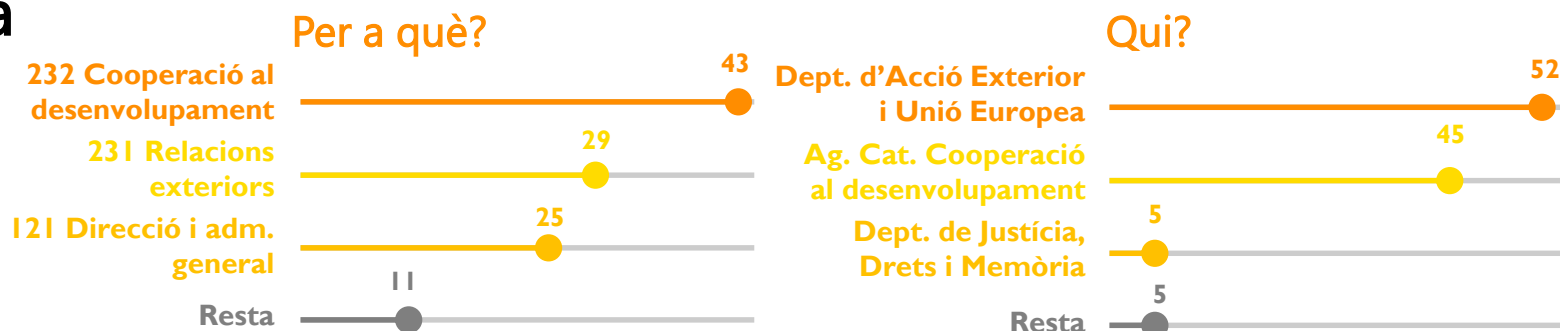 a
Per a què?
232 Cooperació al
desenvolupament
43
231 Relacions
exteriors
29
121 Direcció i adm.
general
25
Resta
11
Qui?
Dept. d’Acció Exterior
i Unió Europea
52
Ag. Cat. Cooperació
al desenvolupament
45
Dept. de Justícia,
Drets i Memòria
5
Resta
5